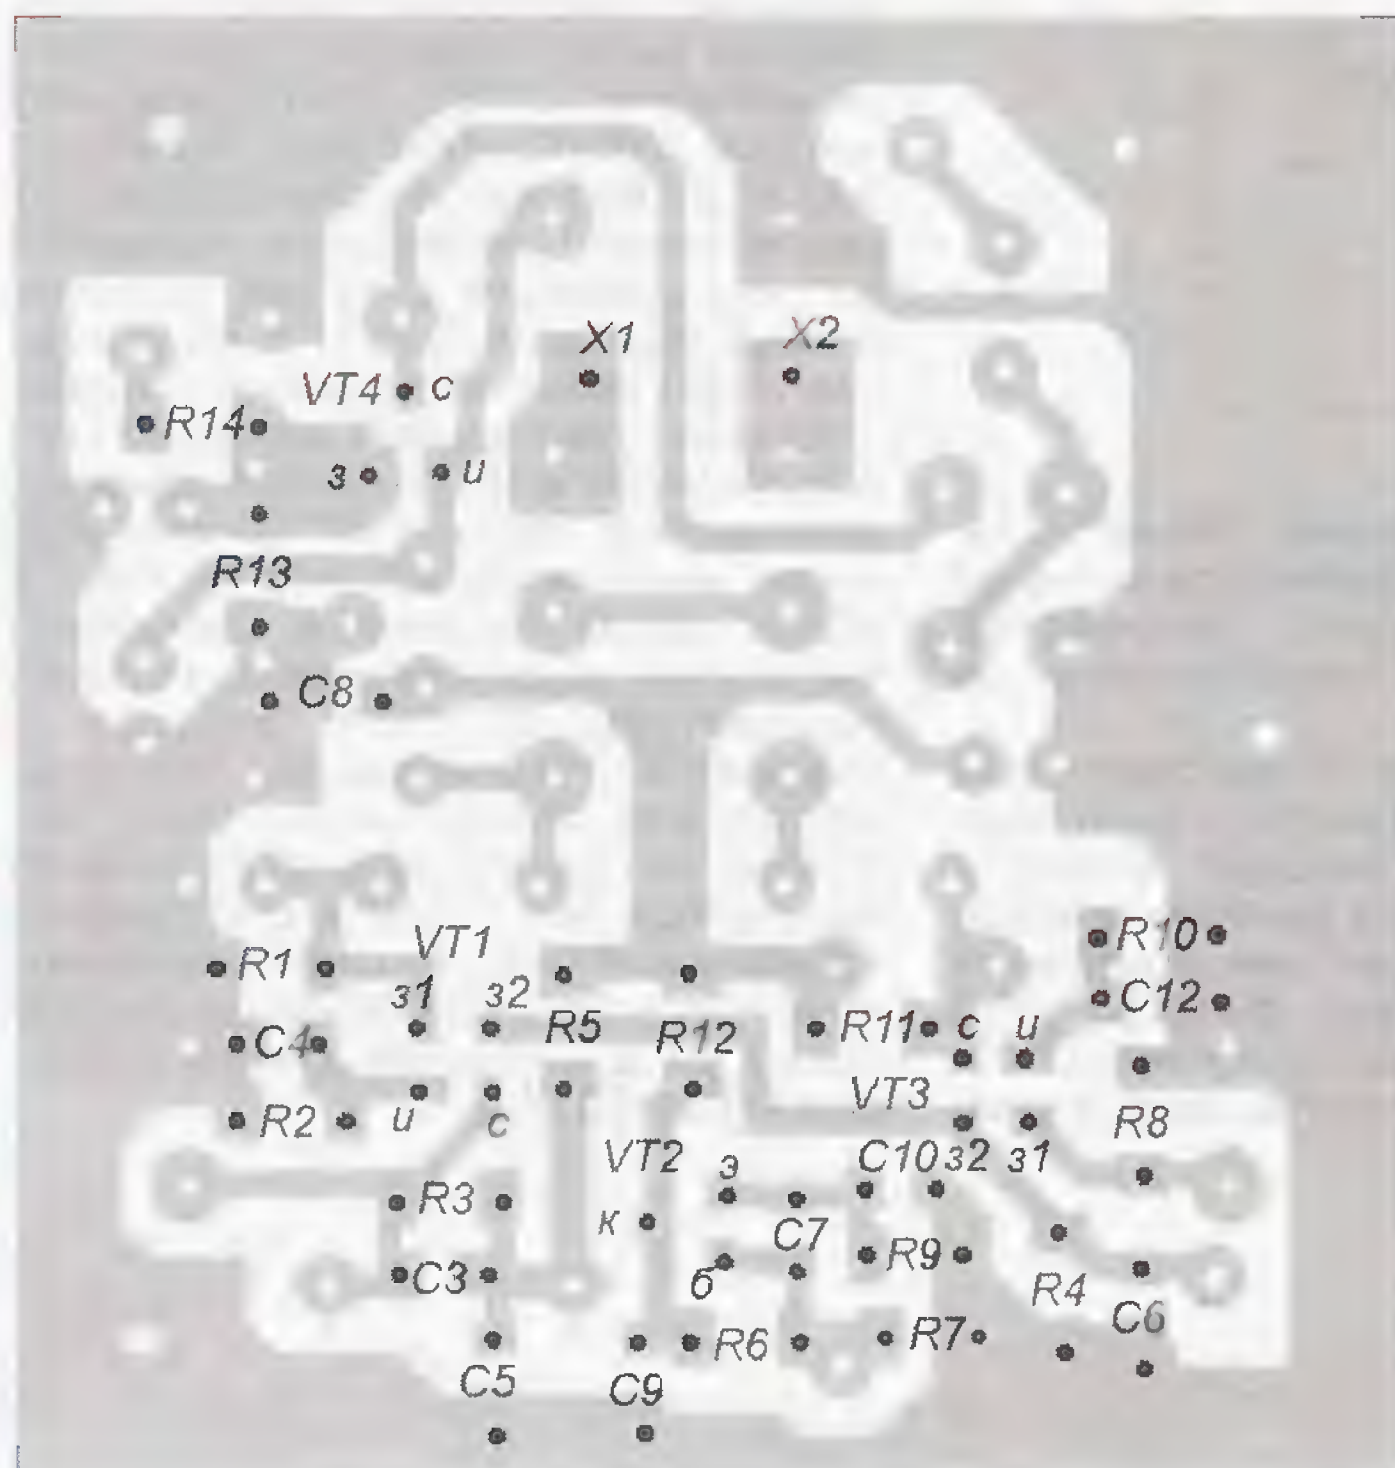 X1 X2
VT4 с
R14
з и
R13
C8
VT1
R1
R10
з1 з2
C12
C4
R5
R12
R11 с и
VT3
R2 и с
R8
VT2 э
C10 з2 з1
R3
к
C7
C3
б
R9
R4
C6
R6
R7
C5
C9